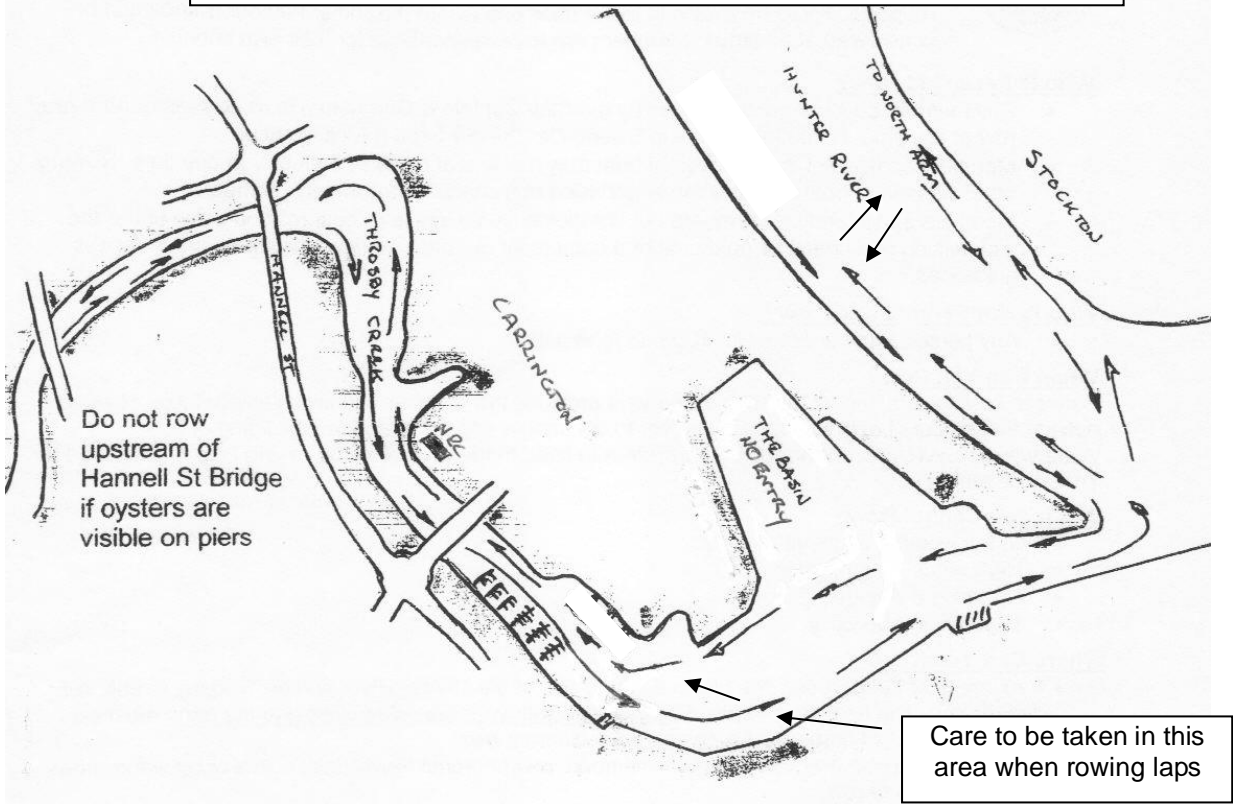 HUNTER RIVER
TO NORTH ARM
STOCKTON
THROSBY CREEK
HANNELL ST
CARRINGTON
NRC
THE BASIN
NO ENTRY
Do not row
upstream of
Hannell St Bridge
if oysters are
visible on piers
Care to be taken in this
area when rowing laps